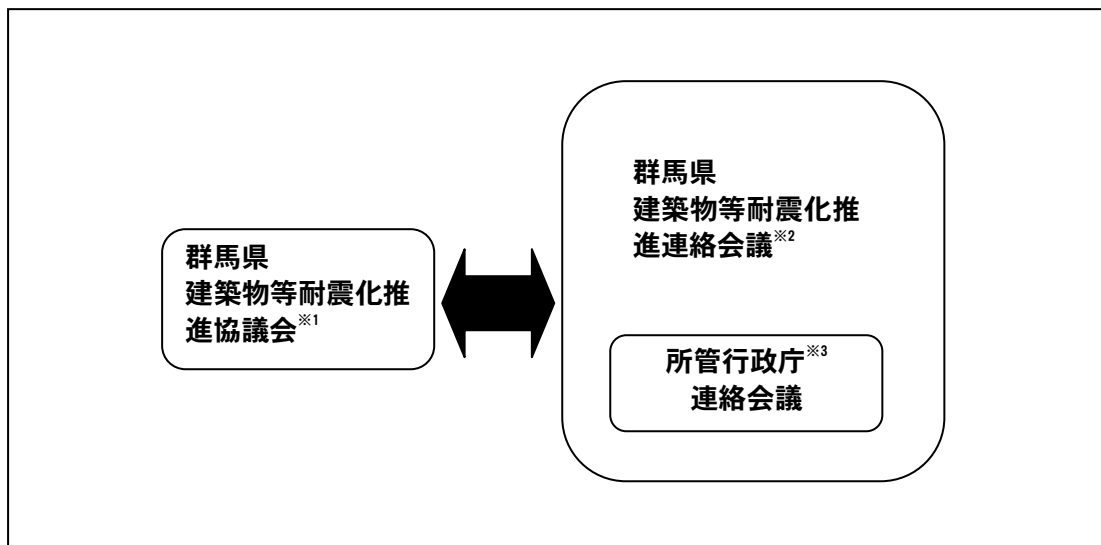 群馬県
建築物等耐震化推
進協議会※1
群馬県
建築物等耐震化推
進連絡会議※2
所管行政庁※3
連絡会議